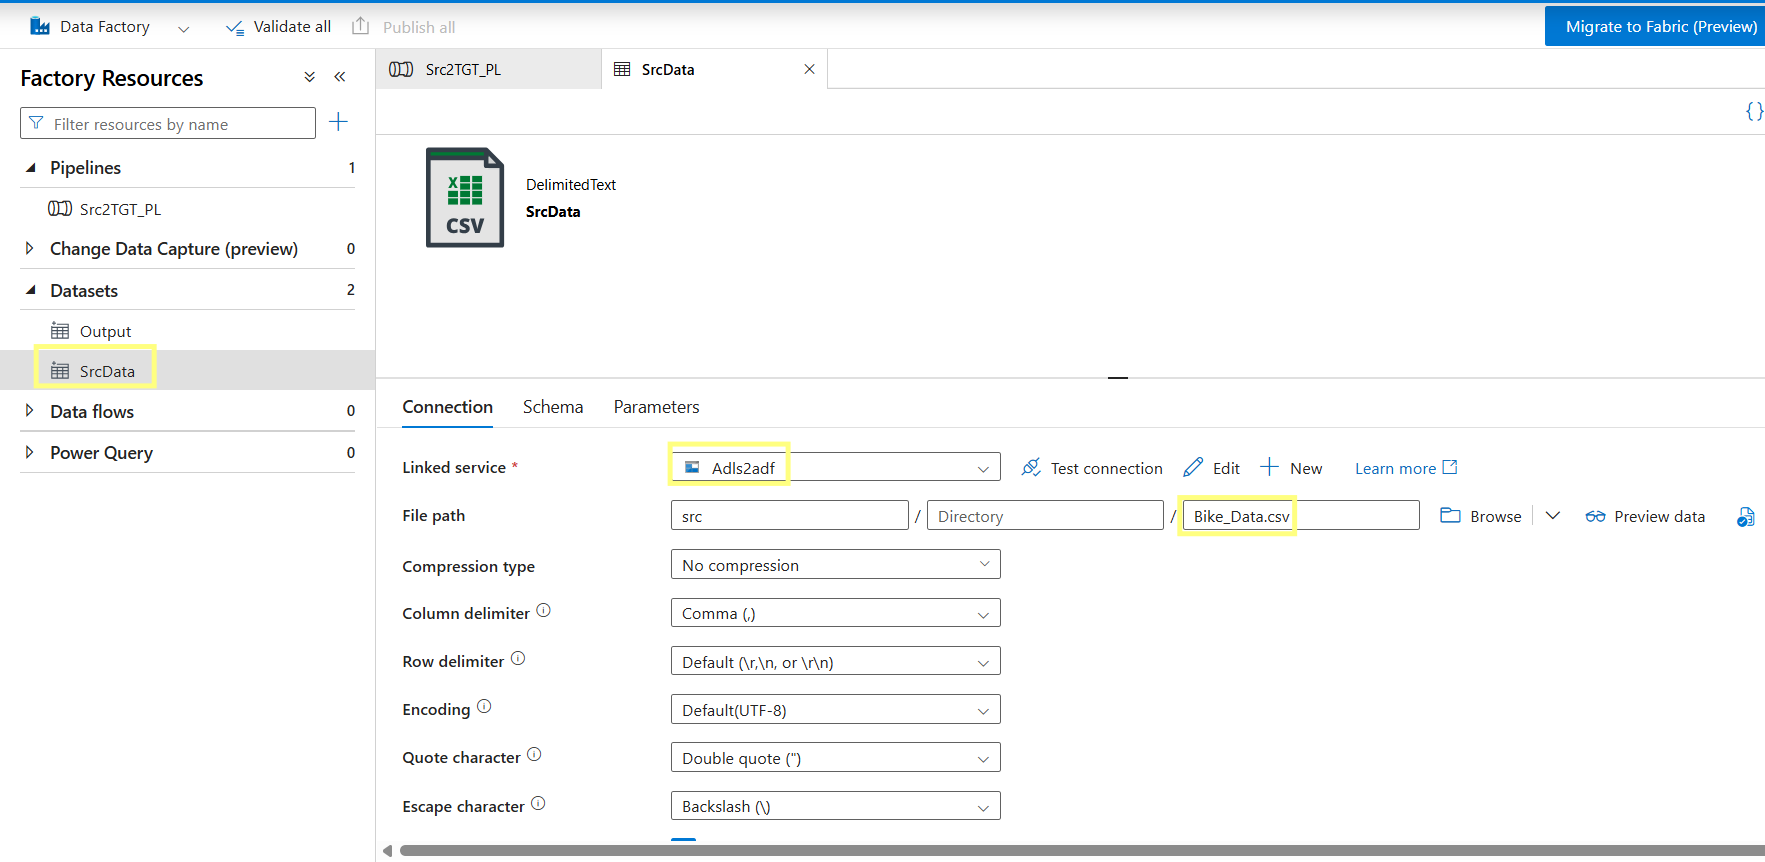 Data Factory
Validate all
Publish all
Migrate to Fabric (Preview)
Factory Resources
Filter resources by name
Pipelines 1
Src2TGT_PL
Change Data Capture (preview) 0
Datasets 2
Output
SrcData
Data flows 0
Power Query 0
Src2TGT_PL
SrcData
{}
X
CSV
DelimitedText
SrcData
Connection Schema Parameters
Linked service * Adls2adf Test connection Edit New Learn more
File path src / Directory / Bike_Data.csv Browse Preview data
Compression type No compression
Column delimiter Comma (,)
Row delimiter Default (\r,\n, or \r\n)
Encoding Default(UTF-8)
Quote character Double quote (")
Escape character Backslash (\)